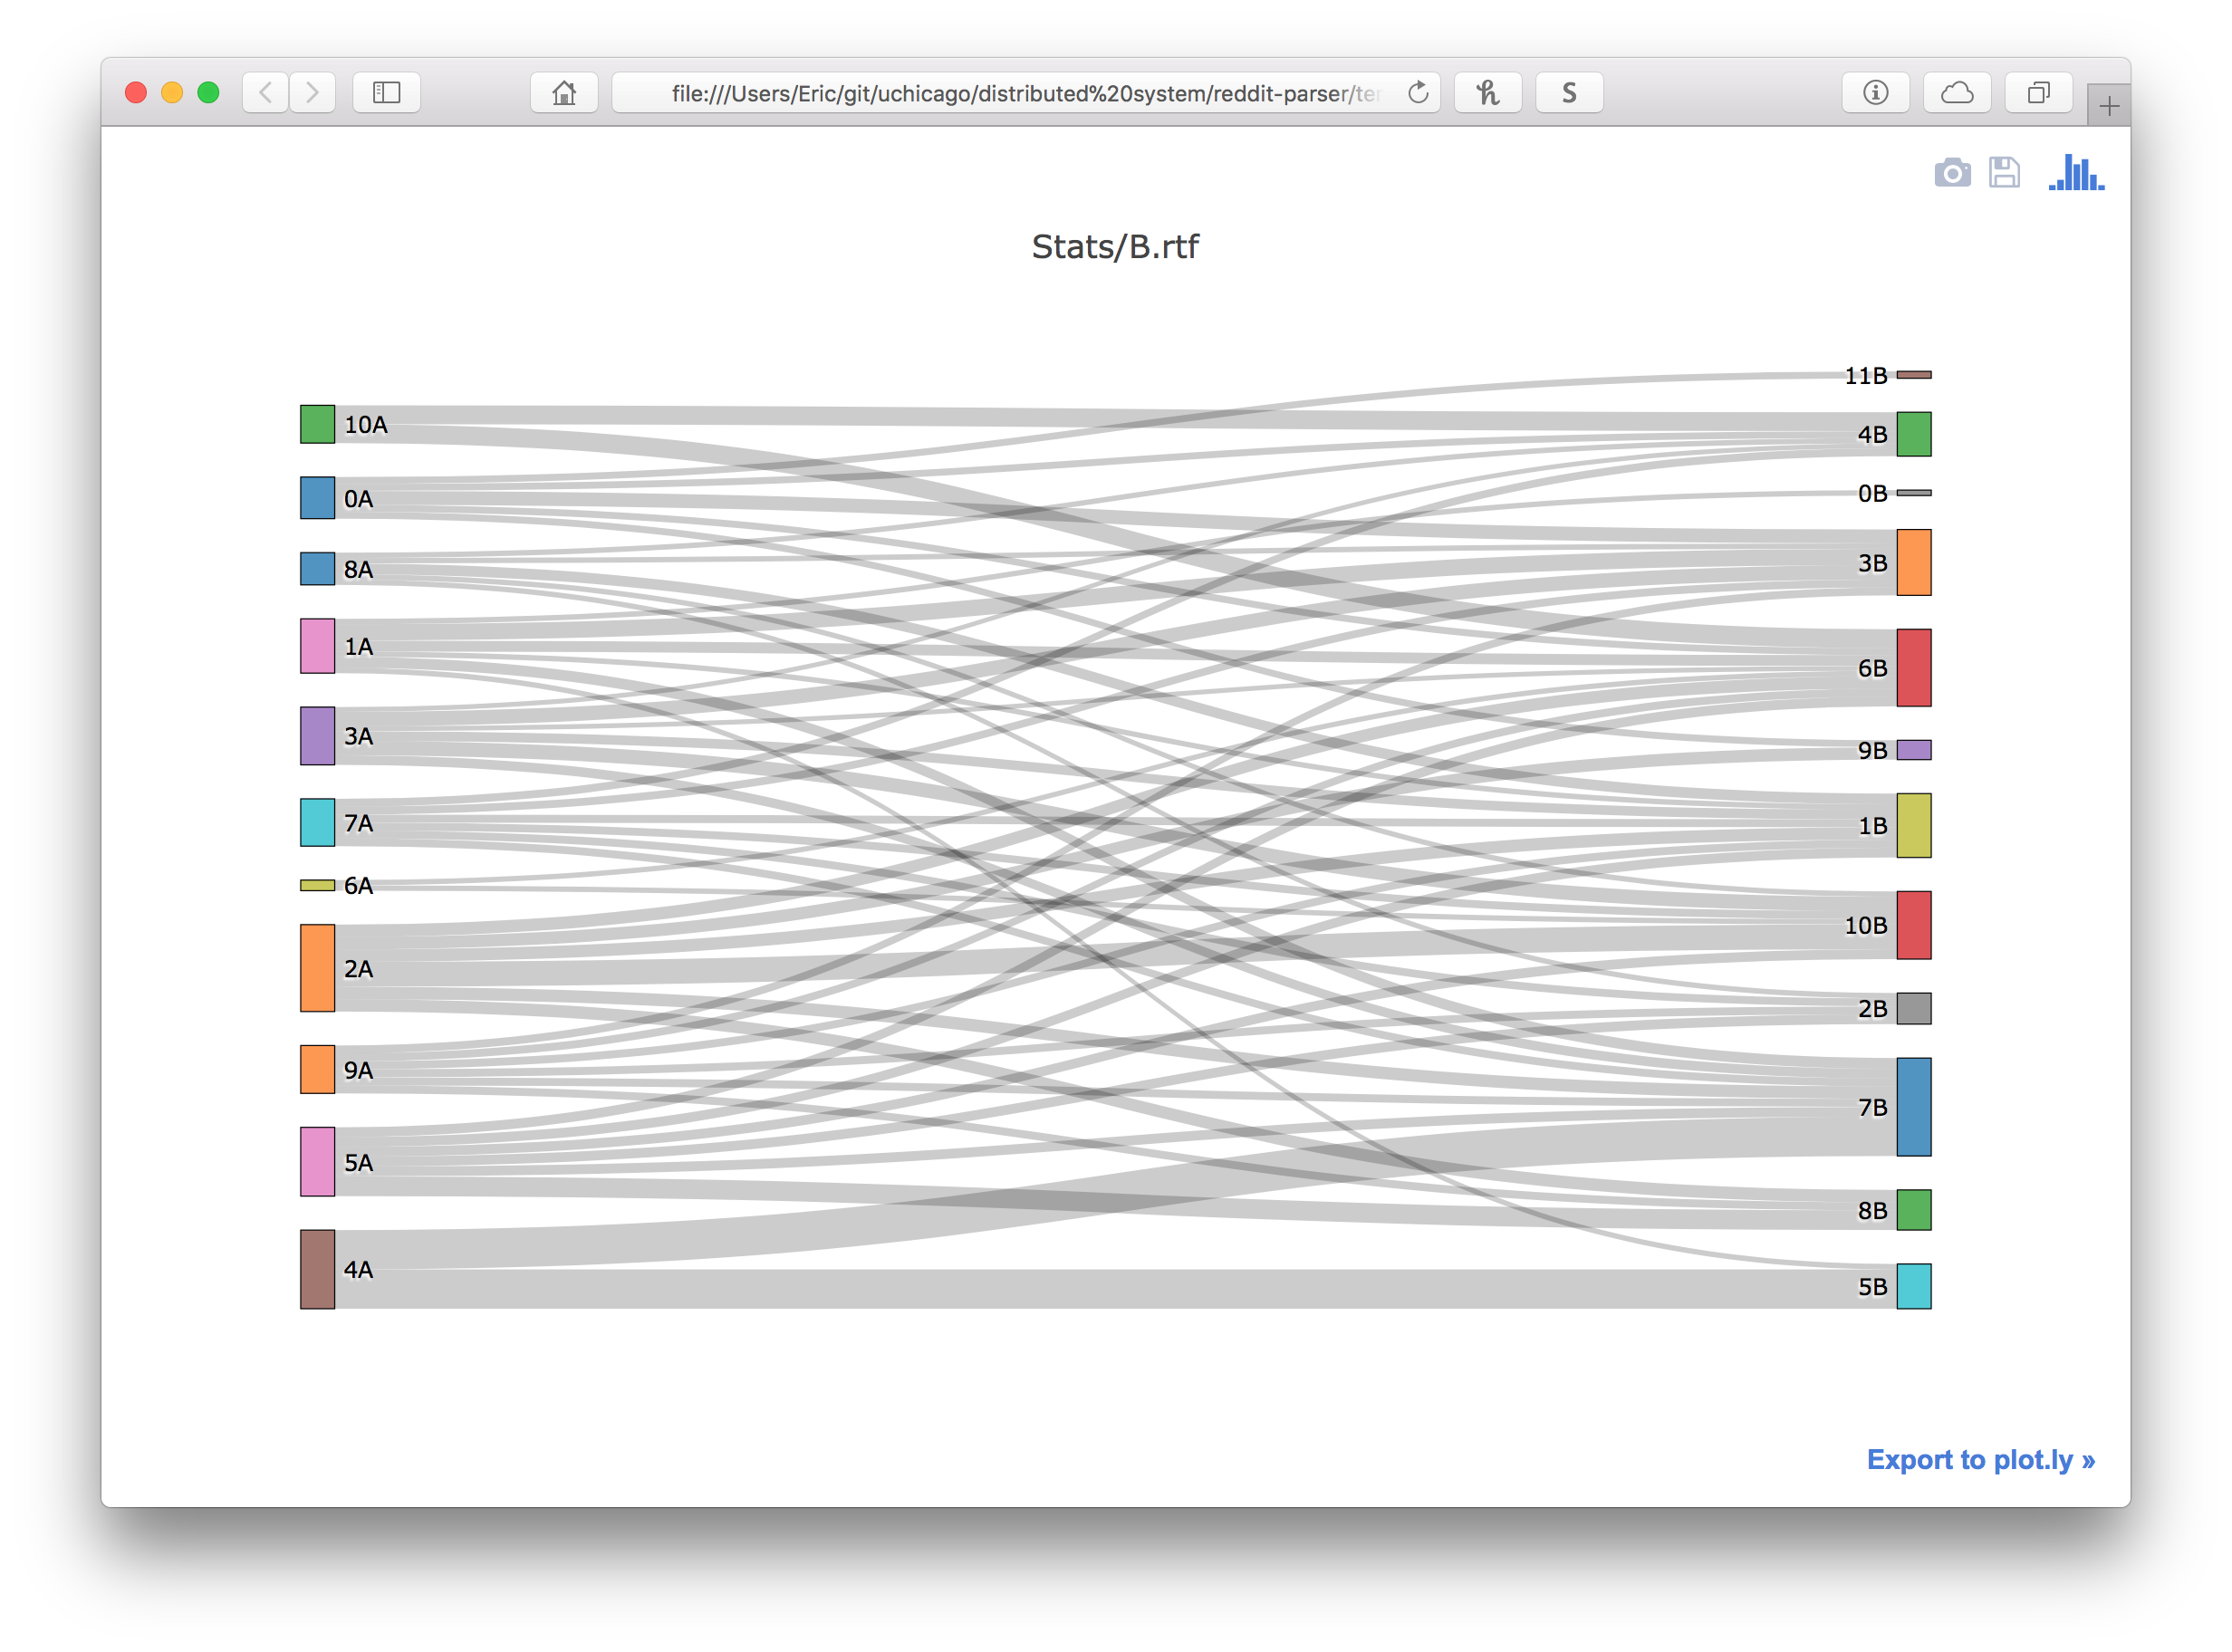 file:///Users/Eric/git/uchicago/distributed%20system/reddit-parser/ter
S
Stats/B.rtf
10A
0A
8A
1A
3A
7A
6A
2A
9A
5A
4A
11B
4B
0B
3B
6B
9B
1B
10B
2B
7B
8B
5B
Export to plot.ly »